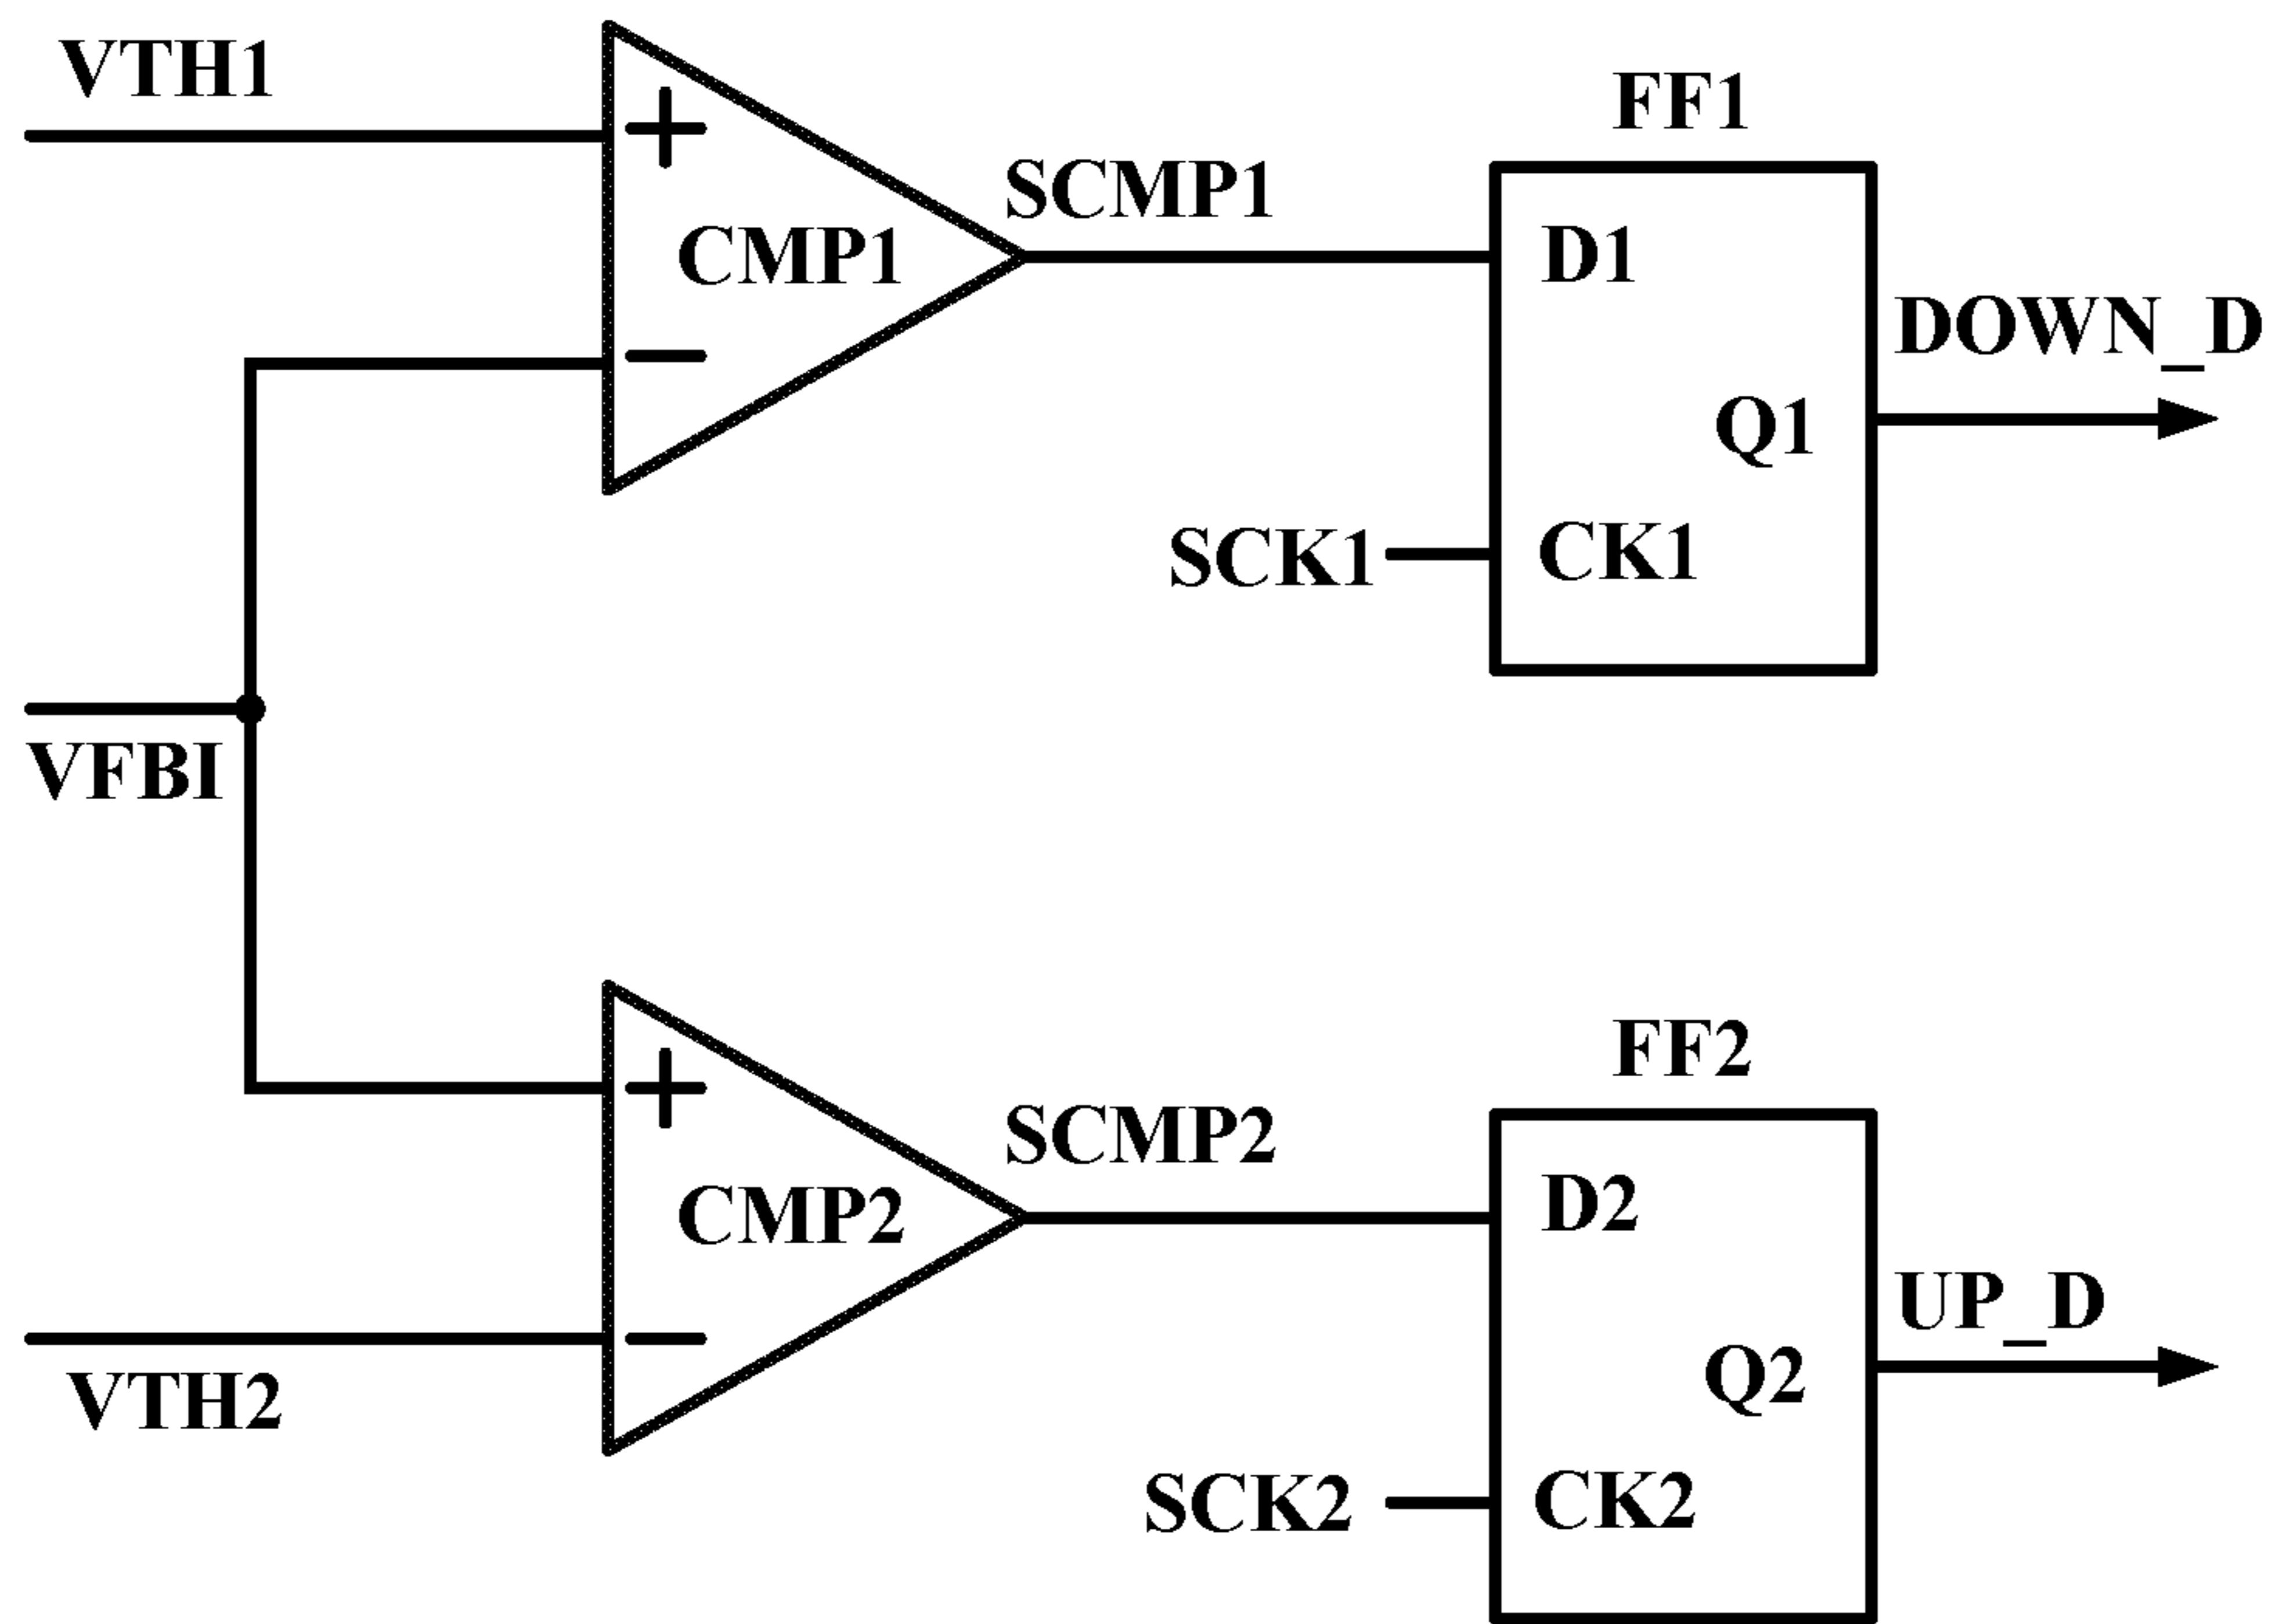 VTH1
FF1
SCMP1
CMP1
D1
DOWN_D
Q1
SCK1
CK1
VFBI
FF2
SCMP2
CMP2
D2
UP_D
Q2
VTH2
SCK2
CK2